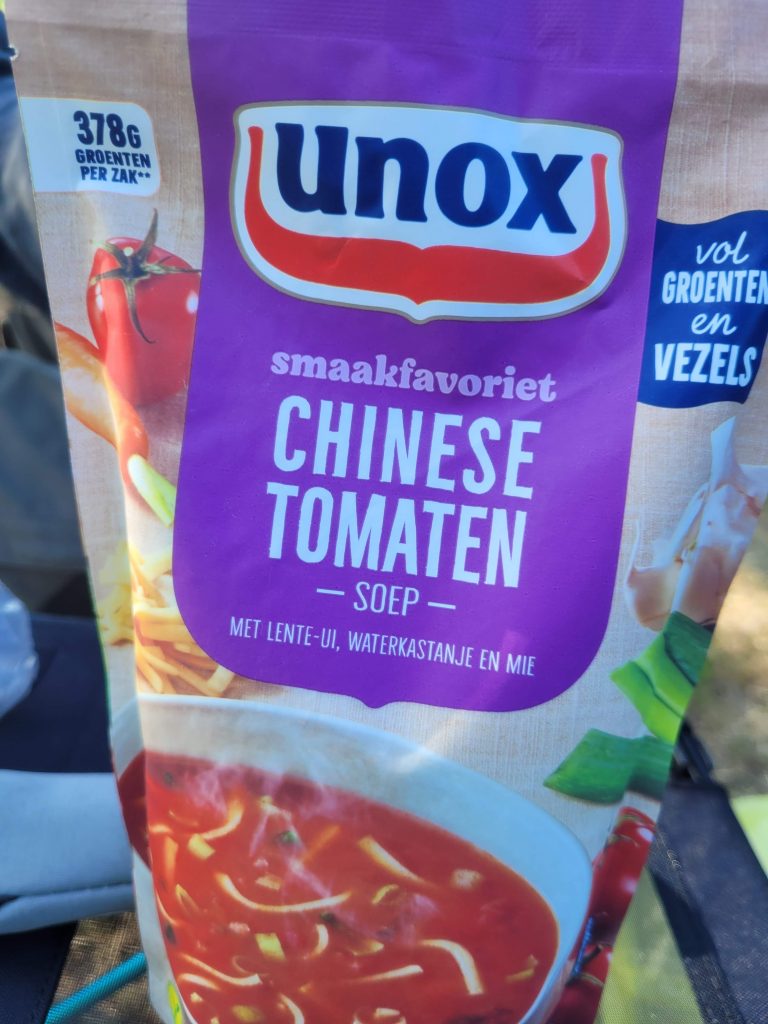 378G
GROENTEN
PER ZAK**
unox
vol
GROENTEN
en
VEZELS
smaakfavoriet
CHINESE
TOMATEN
— SOEP —
MET LENTE-UI, WATERKASTANJE EN MIE